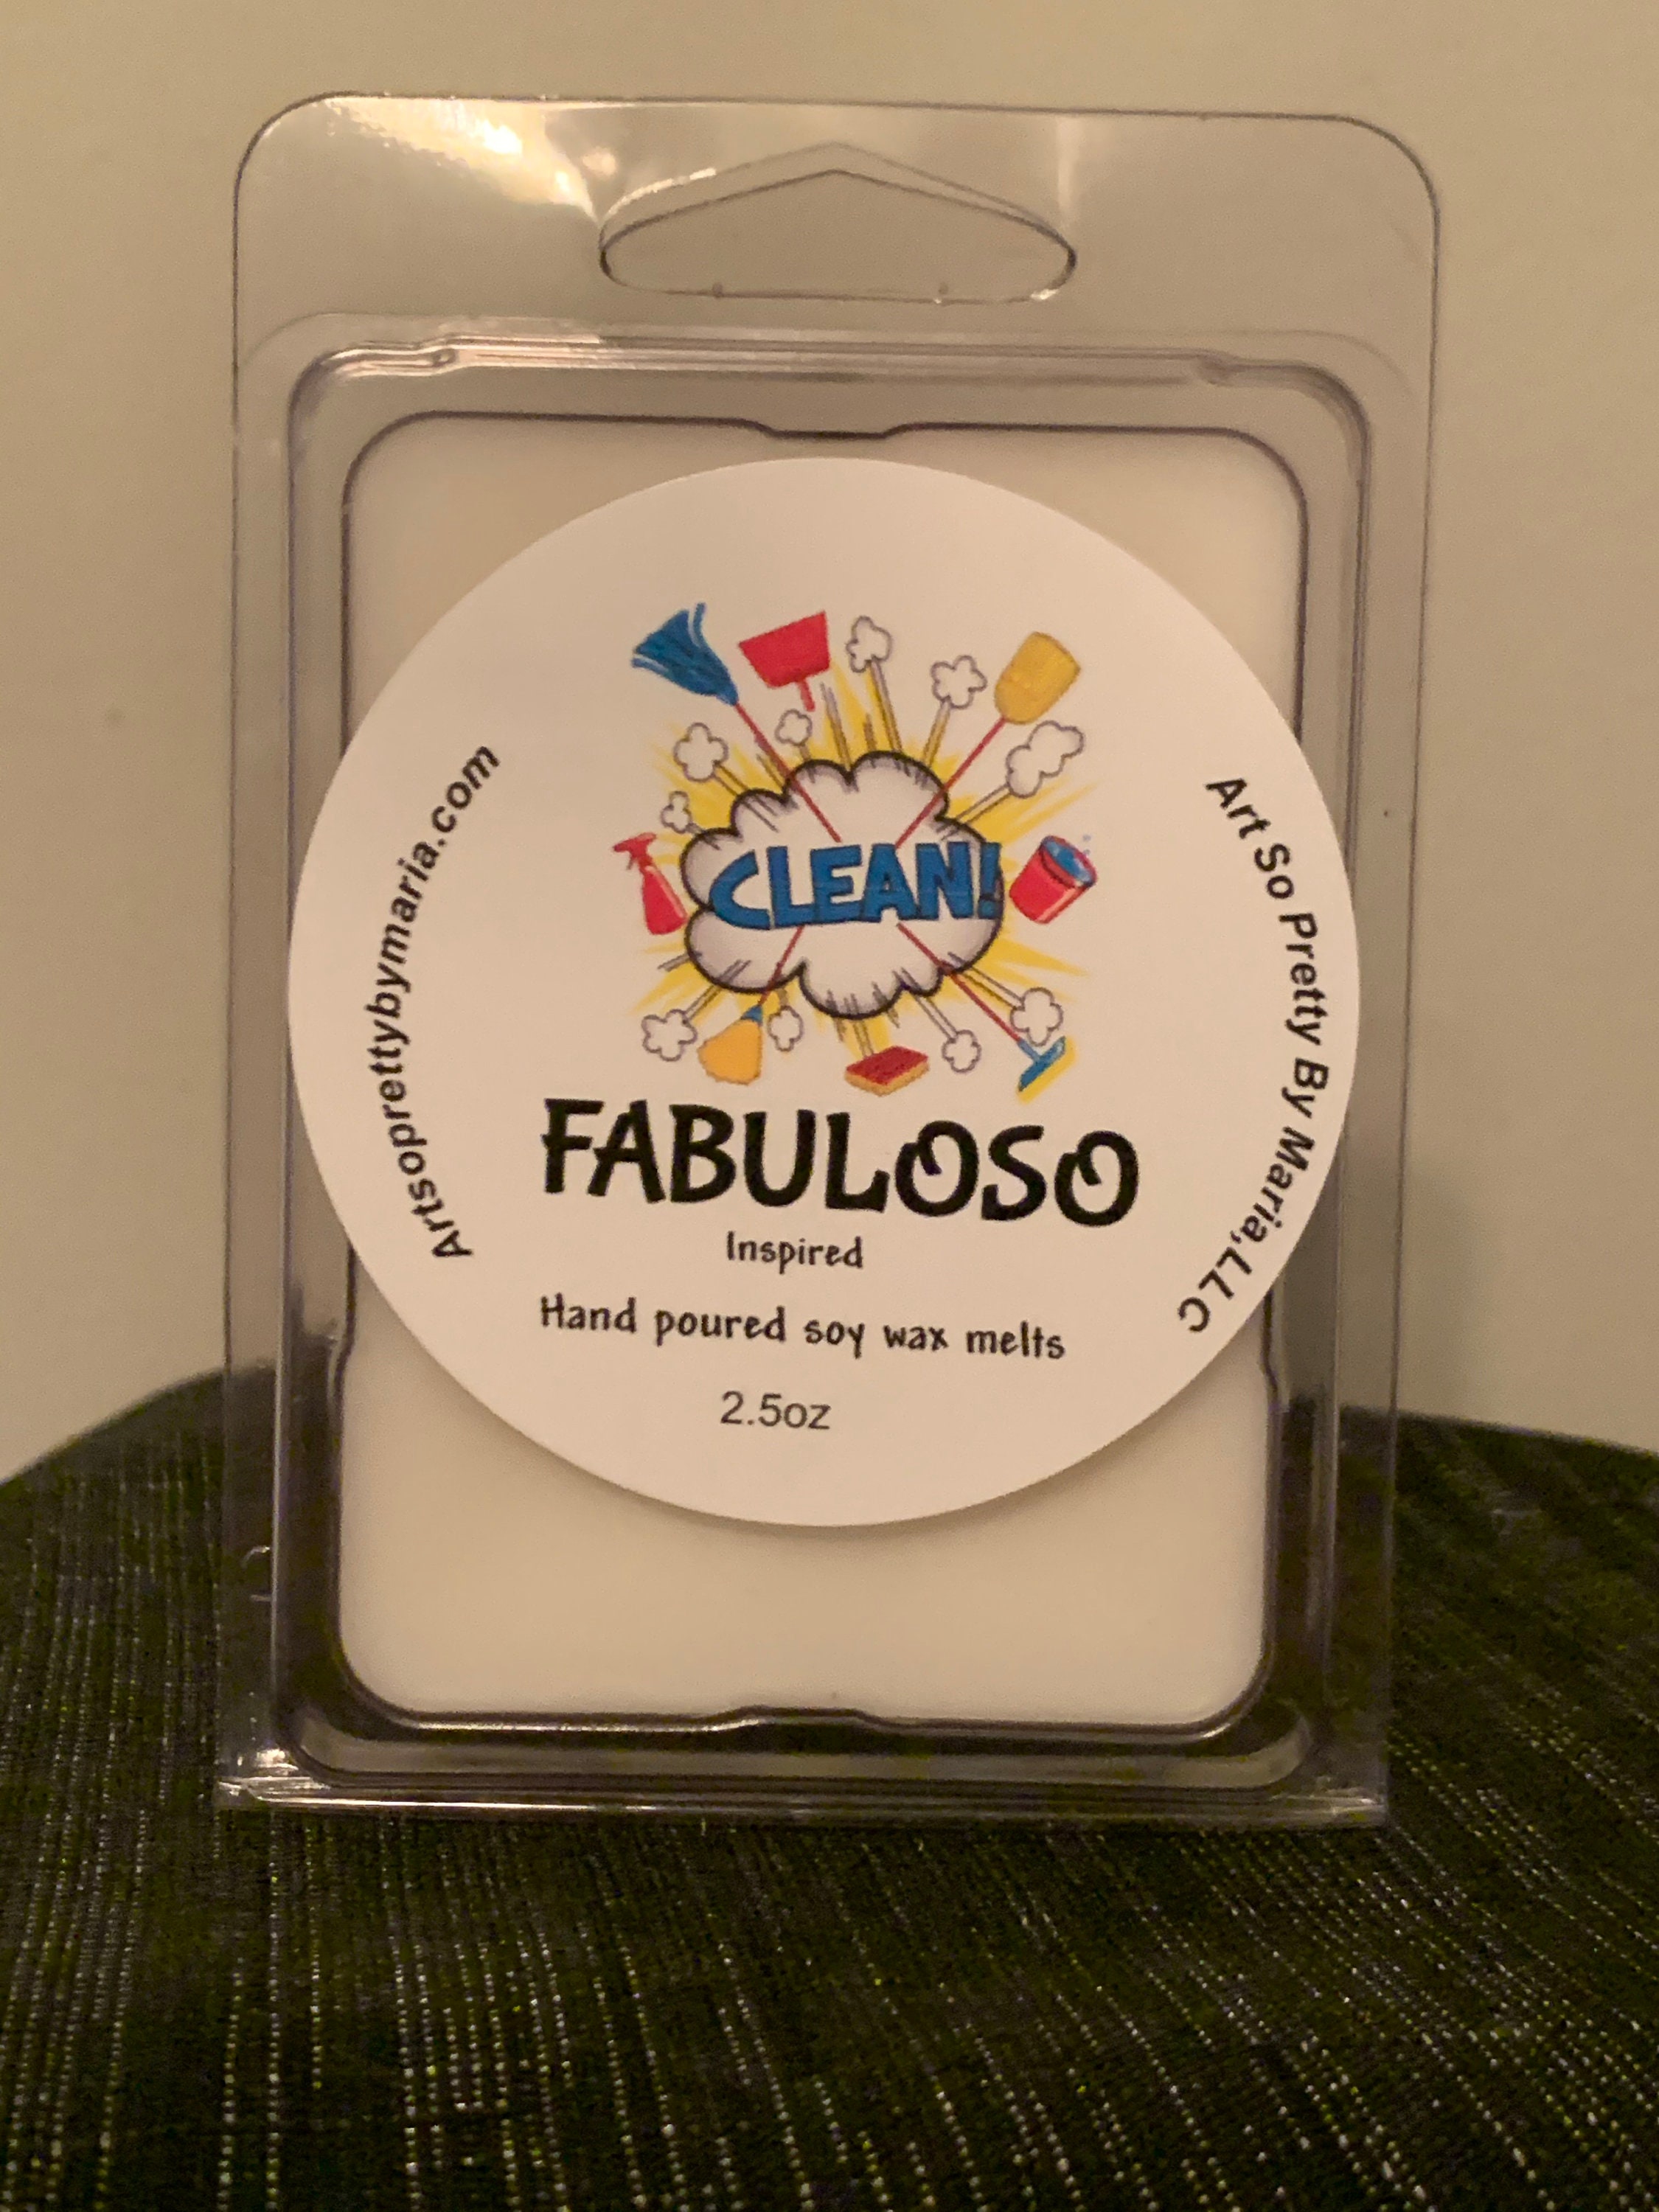 CLEAN!
Artsoprettybymaria.com
Art So Pretty By Maria,LLC
FABULOSO
Inspired
Hand poured soy wax melts
2.5oz